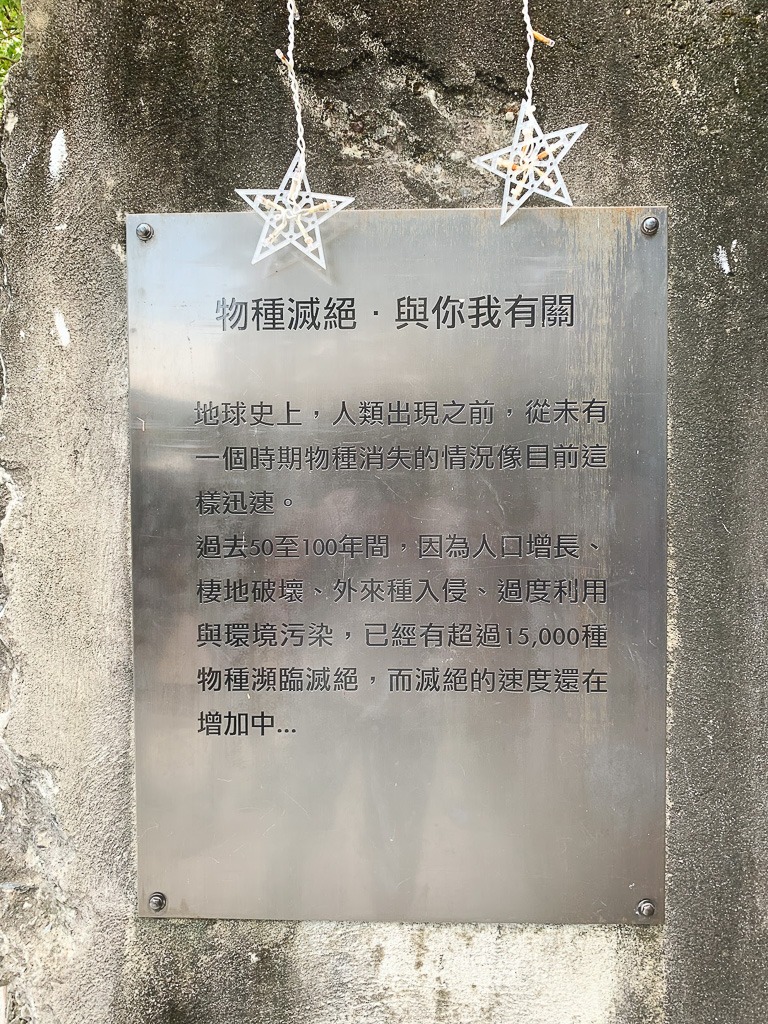 物種滅絕·與你我有關
地球史上，人類出現之前，從未有
一個時期物種消失的情況像目前這
樣迅速。
過去50至100年間，因為人口增長、
棲地破壞、外來種入侵、過度利用
與環境污染，已經有超過15,000種
物種瀕臨滅絕，而滅絕的速度還在
增加中...